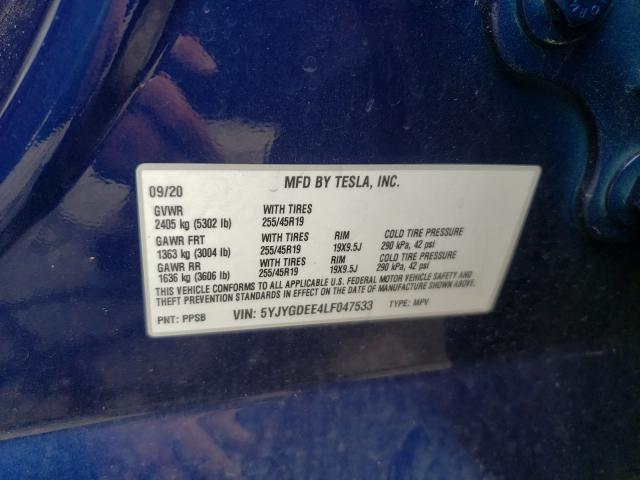 MFD BY TESLA, INC.
09/20
GVWR WITH TIRES
2405 kg (5302 lb) 255/45R19
GAWR FRT WITH TIRES RIM COLD TIRE PRESSURE
1363 kg (3004 lb) 255/45R19 19X9.5J 290 kPa, 42 psi
GAWR RR WITH TIRES RIM COLD TIRE PRESSURE
1636 kg (3606 lb) 255/45R19 19X9.5J 290 kPa, 42 psi
THIS VEHICLE CONFORMS TO ALL APPLICABLE U.S. FEDERAL MOTOR VEHICLE SAFETY AND
THEFT PREVENTION STANDARDS IN EFFECT ON THE DATE OF MANUFACTURE SHOWN ABOVE.
PNT: PPSB VIN: 5YJYGDEE4LF047533 TYPE: MPV